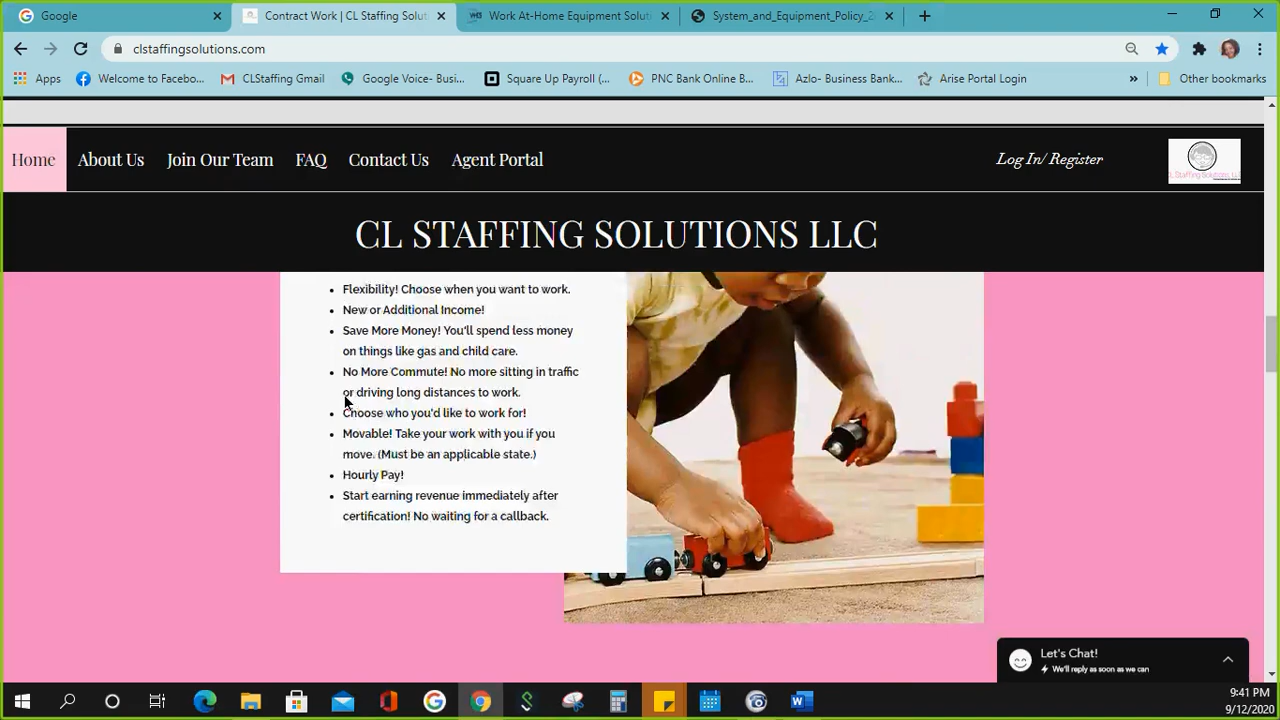 Google
Contract Work | CL Staffing Soluti
Work At-Home Equipment Soluti
System_and_Equipment_Policy_2
clstaffingsolutions.com
Apps
Welcome to Facebo...
CLStaffing Gmail
Google Voice- Busi...
Square Up Payroll (...
PNC Bank Online B...
Azlo- Business Bank...
Arise Portal Login
»
Other bookmarks
Home
About Us
Join Our Team
FAQ
Contact Us
Agent Portal
Log In/ Register
CL Staffing Solutions, LLC
CL STAFFING SOLUTIONS LLC
• Flexibility! Choose when you want to work.
• New or Additional Income!
• Save More Money! You'll spend less money
on things like gas and child care.
• No More Commute! No more sitting in traffic
or driving long distances to work.
• Choose who you'd like to work for!
• Movable! Take your work with you if you
move. (Must be an applicable state.)
• Hourly Pay!
• Start earning revenue immediately after
certification! No waiting for a callback.
Let's Chat!
We'll reply as soon as we can
9:41 PM
9/12/2020